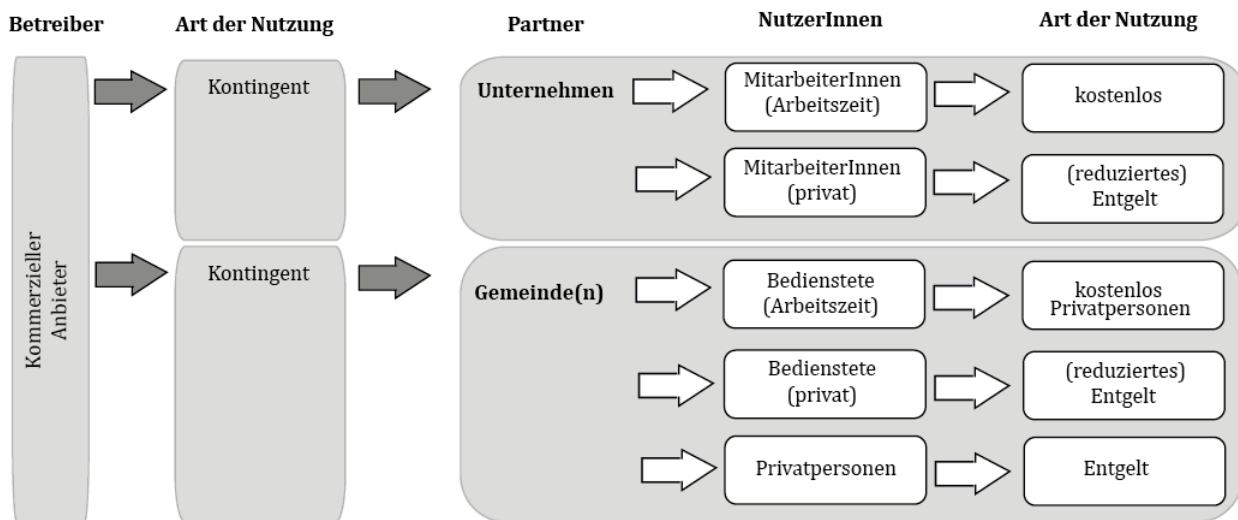 Betreiber
Art der Nutzung
Partner
NutzerInnen
Art der Nutzung
Kommerzieller
Anbieter
Kontingent
Unternehmen
MitarbeiterInnen
(Arbeitszeit)
kostenlos
MitarbeiterInnen
(privat)
(reduziertes)
Entgelt
Kontingent
Gemeinde(n)
Bedienstete
(Arbeitszeit)
kostenlos
Privatpersonen
Bedienstete
(privat)
(reduziertes)
Entgelt
Privatpersonen
Entgelt